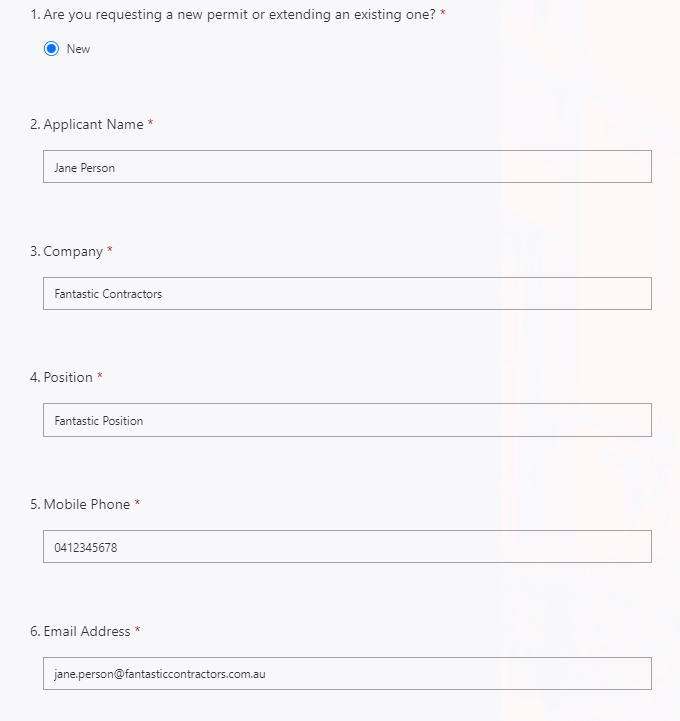 1. Are you requesting a new permit or extending an existing one? *
New
2. Applicant Name *
Jane Person
3. Company *
Fantastic Contractors
4. Position *
Fantastic Position
5. Mobile Phone *
0412345678
6. Email Address *
jane.person@fantasticcontractors.com.au